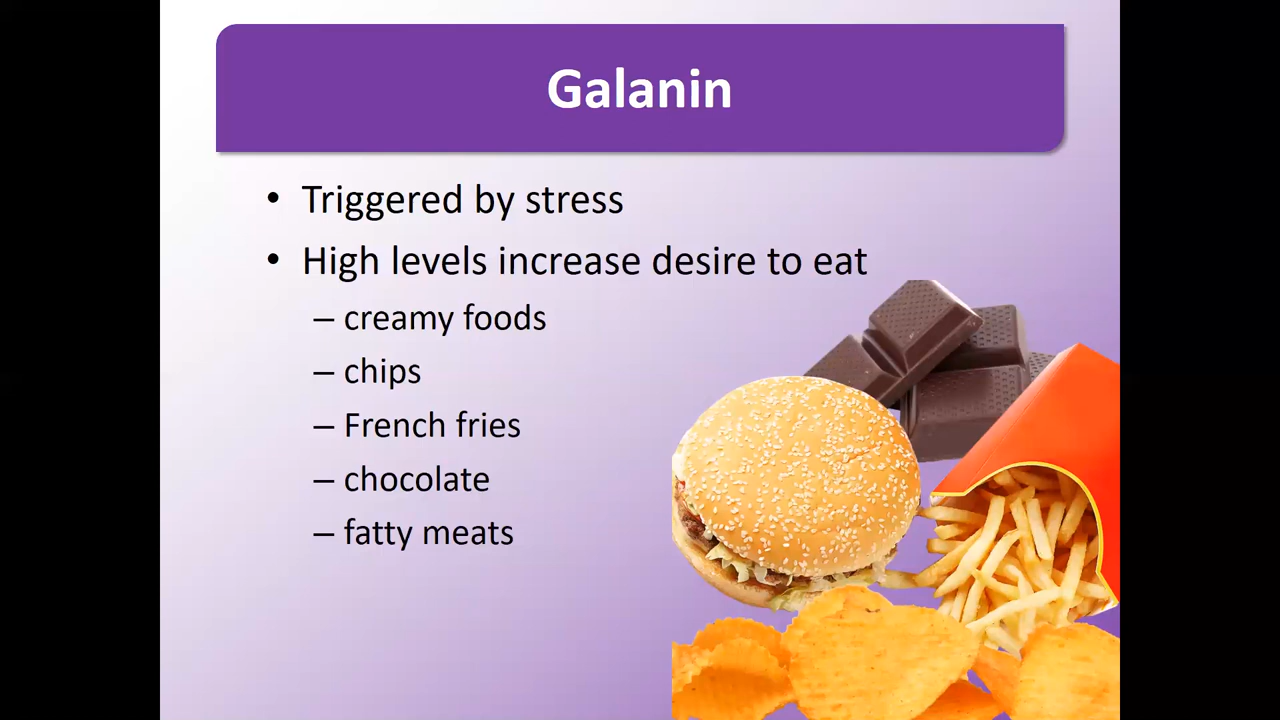 Galanin
• Triggered by stress
• High levels increase desire to eat
– creamy foods
– chips
– French fries
– chocolate
– fatty meats